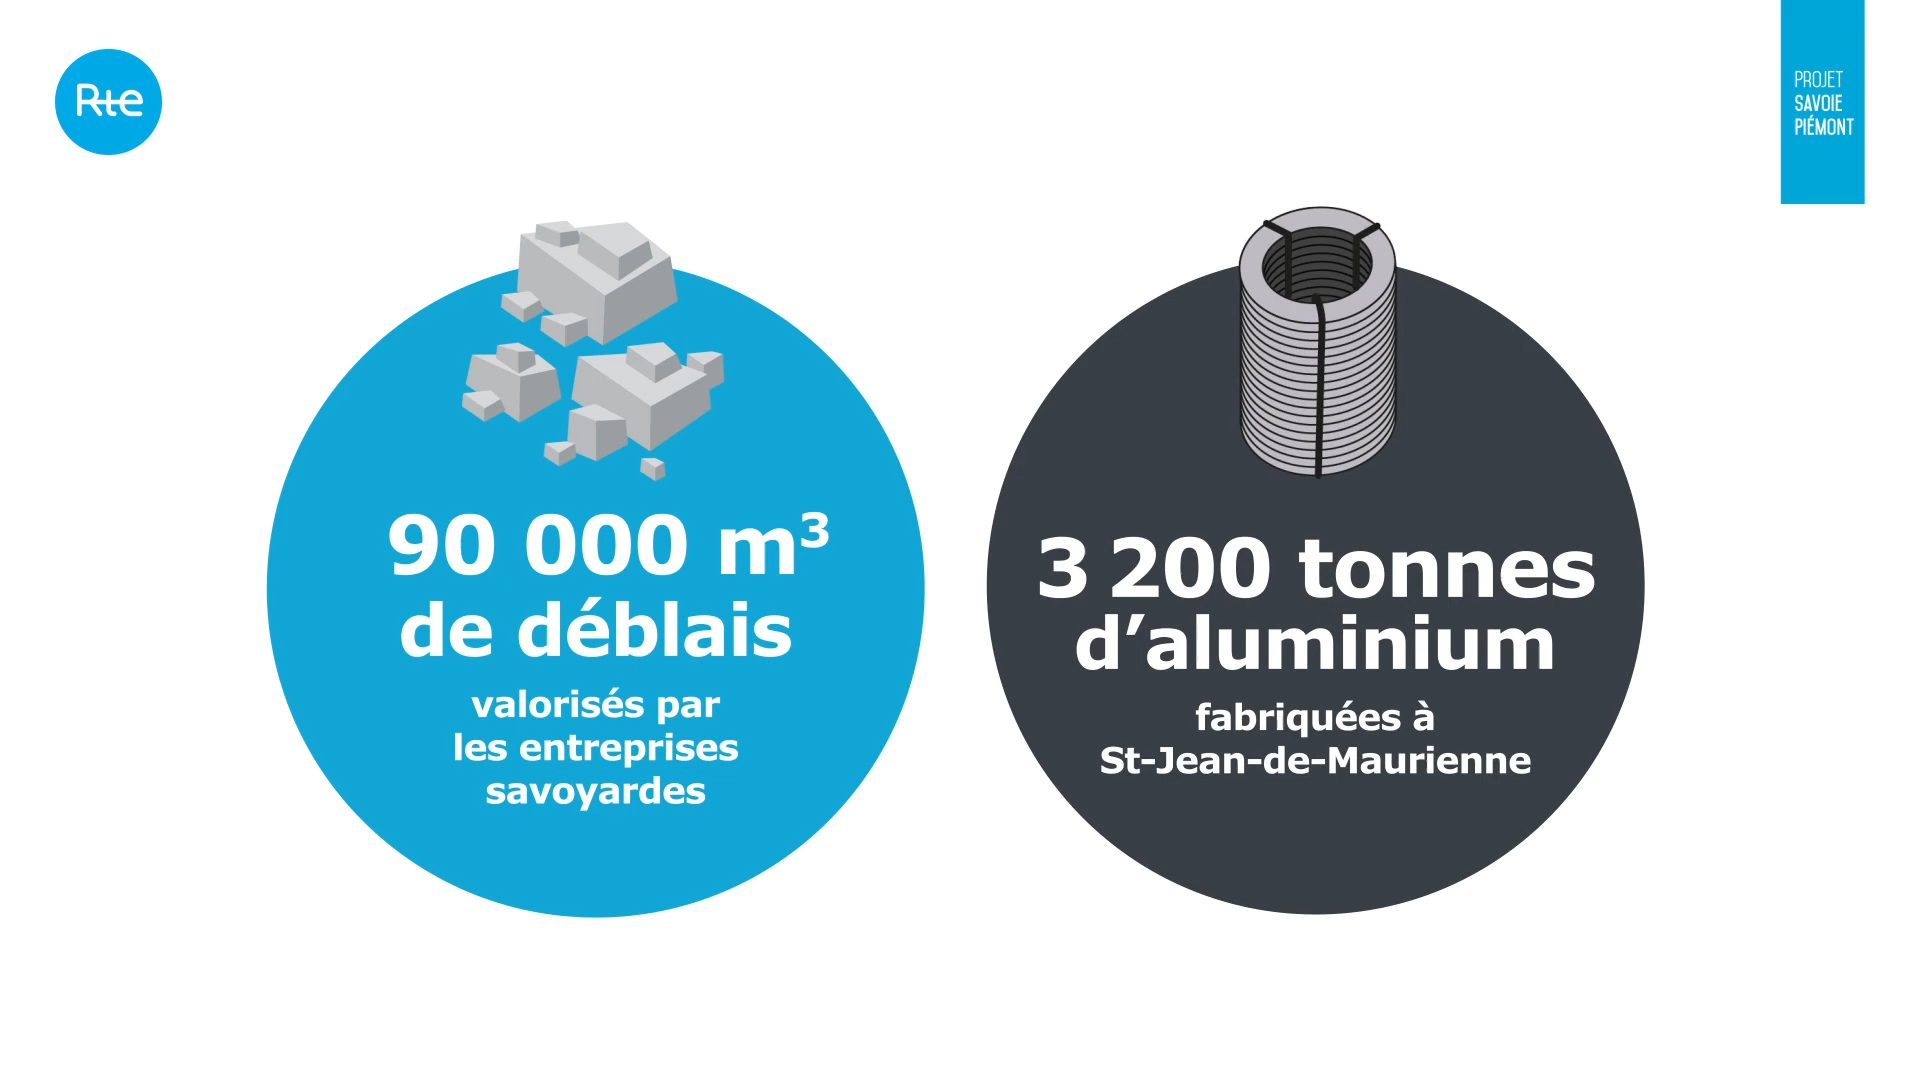 Rte
PROJET
SAVOIE
PIÉMONT
90 000 m³
de déblais
valorisés par
les entreprises
savoyardes
3 200 tonnes
d’aluminium
fabriquées à
St-Jean-de-Maurienne